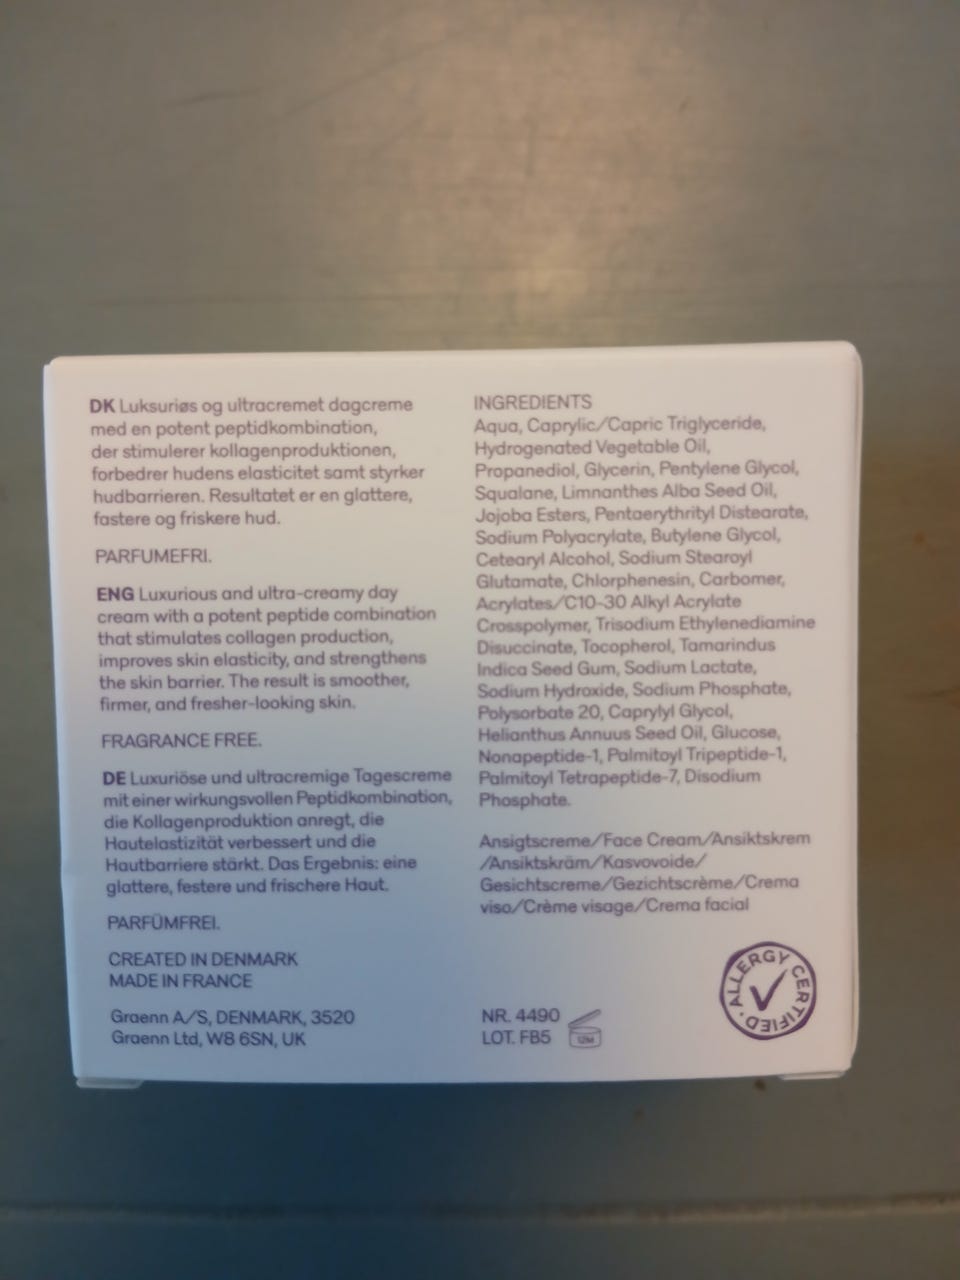 DK Luksuriøs og ultracremet dagcreme
med en potent peptidkombination,
der stimulerer kollagenproduktionen,
forbedrer hudens elasticitet samt styrker
hudbarrieren. Resultatet er en glattere,
fastere og friskere hud.
PARFUMEFRI.
ENG Luxurious and ultra-creamy day
cream with a potent peptide combination
that stimulates collagen production,
improves skin elasticity, and strengthens
the skin barrier. The result is smoother,
firmer, and fresher-looking skin.
FRAGRANCE FREE.
DE Luxuriöse und ultracremige Tagescreme
mit einer wirkungsvollen Peptidkombination,
die Kollagenproduktion anregt, die
Hautelastizität verbessert und die
Hautbarriere stärkt. Das Ergebnis: eine
glattere, festere und frischere Haut.
PARFÜMFREI.
CREATED IN DENMARK
MADE IN FRANCE
Graenn A/S, DENMARK, 3520
Graenn Ltd, W8 6SN, UK
INGREDIENTS
Aqua, Caprylic/Capric Triglyceride,
Hydrogenated Vegetable Oil,
Propanediol, Glycerin, Pentylene Glycol,
Squalane, Limnanthes Alba Seed Oil,
Jojoba Esters, Pentaerythrityl Distearate,
Sodium Polyacrylate, Butylene Glycol,
Cetearyl Alcohol, Sodium Stearoyl
Glutamate, Chlorphenesin, Carbomer,
Acrylates/C10-30 Alkyl Acrylate
Crosspolymer, Trisodium Ethylenediamine
Disuccinate, Tocopherol, Tamarindus
Indica Seed Gum, Sodium Lactate,
Sodium Hydroxide, Sodium Phosphate,
Polysorbate 20, Caprylyl Glycol,
Helianthus Annuus Seed Oil, Glucose,
Nonapeptide-1, Palmitoyl Tripeptide-1,
Palmitoyl Tetrapeptide-7, Disodium
Phosphate.
Ansigtscreme/Face Cream/Ansiktskrem
/Ansiktskräm/Kasvovoide/
Gesichtscreme/Gezichtscrème/Crema
viso/Crème visage/Crema facial
NR. 4490
LOT. FB5
12M
ALLERGY CERTIFIED